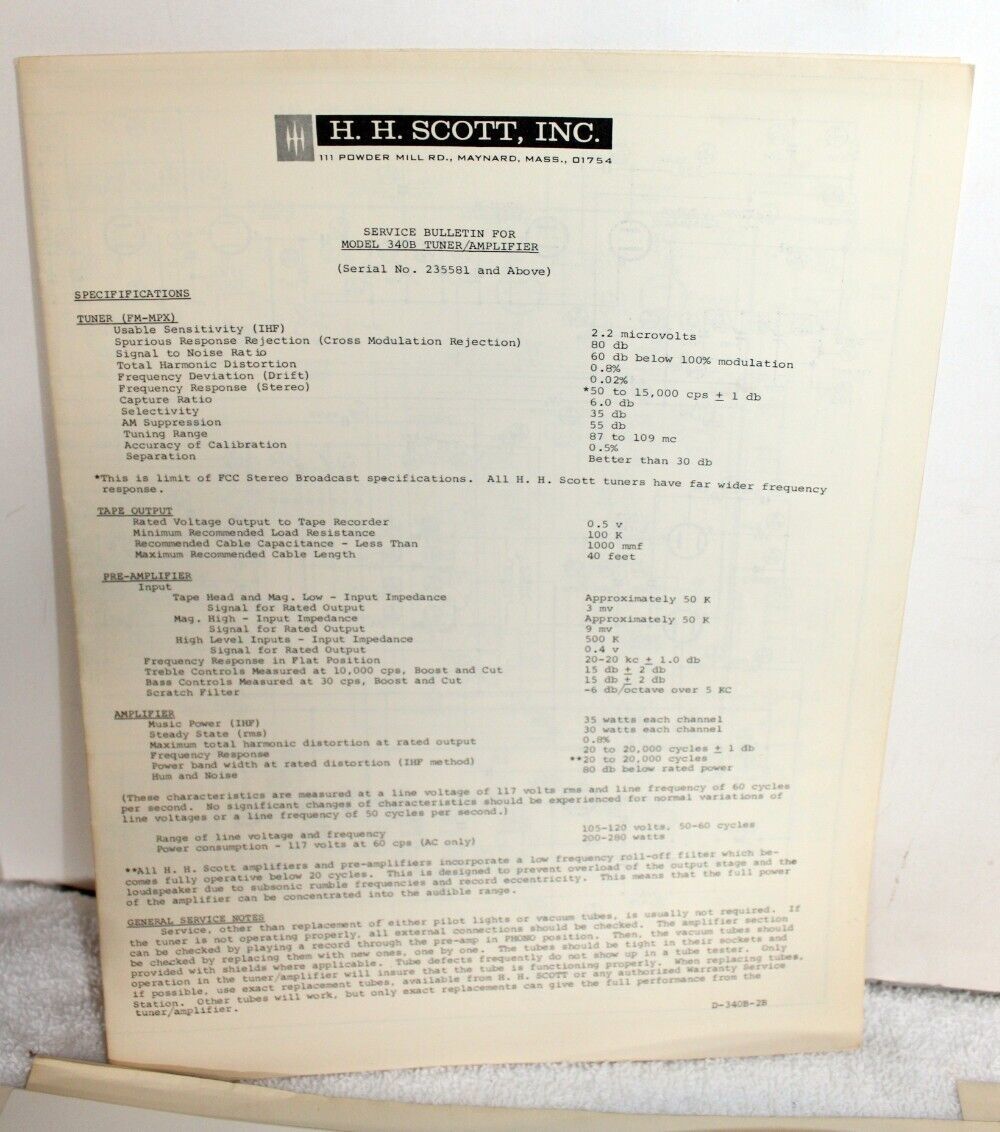 H. H. SCOTT, INC.
111 POWDER MILL RD., MAYNARD, MASS., 01754
SERVICE BULLETIN FOR
MODEL 340B TUNER/AMPLIFIER
(Serial No. 235581 and Above)
SPECIFIFICATIONS
TUNER (FM-MPX)
Usable Sensitivity (IHF) 2.2 microvolts
Spurious Response Rejection (Cross Modulation Rejection) 80 db
Signal to Noise Ratio 60 db below 100% modulation
Total Harmonic Distortion 0.8%
Frequency Deviation (Drift) 0.02%
Frequency Response (Stereo) *50 to 15,000 cps ± 1 db
Capture Ratio 6.0 db
Selectivity 35 db
AM Suppression 55 db
Tuning Range 87 to 109 mc
Accuracy of Calibration 0.5%
Separation Better than 30 db
*This is limit of FCC Stereo Broadcast specifications. All H. H. Scott tuners have far wider frequency
response.
TAPE OUTPUT
Rated Voltage Output to Tape Recorder 0.5 v
Minimum Recommended Load Resistance 100 K
Recommended Cable Capacitance - Less Than 1000 mmf
Maximum Recommended Cable Length 40 feet
PRE-AMPLIFIER
Input
Tape Head and Mag. Low - Input Impedance Approximately 50 K
Signal for Rated Output 3 mv
Mag. High - Input Impedance Approximately 50 K
Signal for Rated Output 9 mv
High Level Inputs - Input Impedance 500 K
Signal for Rated Output 0.4 v
Frequency Response in Flat Position 20-20 kc ± 1.0 db
Treble Controls Measured at 10,000 cps, Boost and Cut 15 db ± 2 db
Bass Controls Measured at 30 cps, Boost and Cut 15 db ± 2 db
Scratch Filter -6 db/octave over 5 KC
AMPLIFIER
Music Power (IHF) 35 watts each channel
Steady State (rms) 30 watts each channel
Maximum total harmonic distortion at rated output 0.8%
Frequency Response 20 to 20,000 cycles ± 1 db
Power band width at rated distortion (IHF method) **20 to 20,000 cycles
Hum and Noise 80 db below rated power
(These characteristics are measured at a line voltage of 117 volts rms and line frequency of 60 cycles
per second. No significant changes of characteristics should be experienced for normal variations of
line voltages or a line frequency of 50 cycles per second.)
Range of line voltage and frequency 105-120 volts, 50-60 cycles
Power consumption - 117 volts at 60 cps (AC only) 200-280 watts
**All H. H. Scott amplifiers and pre-amplifiers incorporate a low frequency roll-off filter which be-
comes fully operative below 20 cycles. This is designed to prevent overload of the output stage and the
loudspeaker due to subsonic rumble frequencies and record eccentricity. This means that the full power
of the amplifier can be concentrated into the audible range.
GENERAL SERVICE NOTES
Service, other than replacement of either pilot lights or vacuum tubes, is usually not required. If
the tuner is not operating properly, all external connections should be checked. The amplifier section
can be checked by playing a record through the pre-amp in PHONO position. Then, the vacuum tubes should
be checked by replacing them with new ones, one by one. The tubes should be tight in their sockets and
provided with shields where applicable. Tube defects frequently do not show up in a tube tester. Only
operation in the tuner/amplifier will insure that the tube is functioning properly. When replacing tubes,
if possible, use exact replacement tubes, available from H. H. SCOTT or any authorized Warranty Service
Station. Other tubes will work, but only exact replacements can give the full performance from the
tuner/amplifier.
D-340B-2B